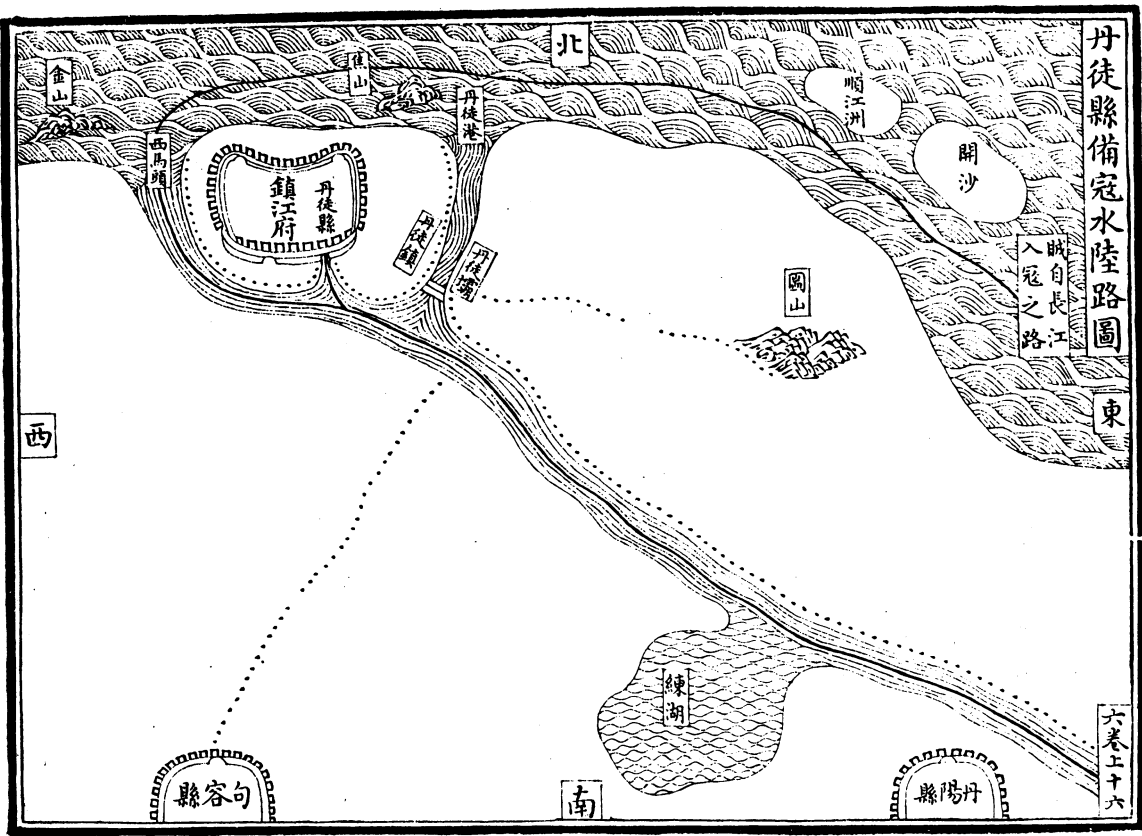 丹徒縣備寇水陸路圖
東
六卷上十六
賊自長江
入寇之路
開沙
順江洲
北
圌山
丹徒港
焦山
金山
西馬頭
丹徒縣
鎮江府
丹徒鎮
西
練湖
南
丹陽縣
句容縣